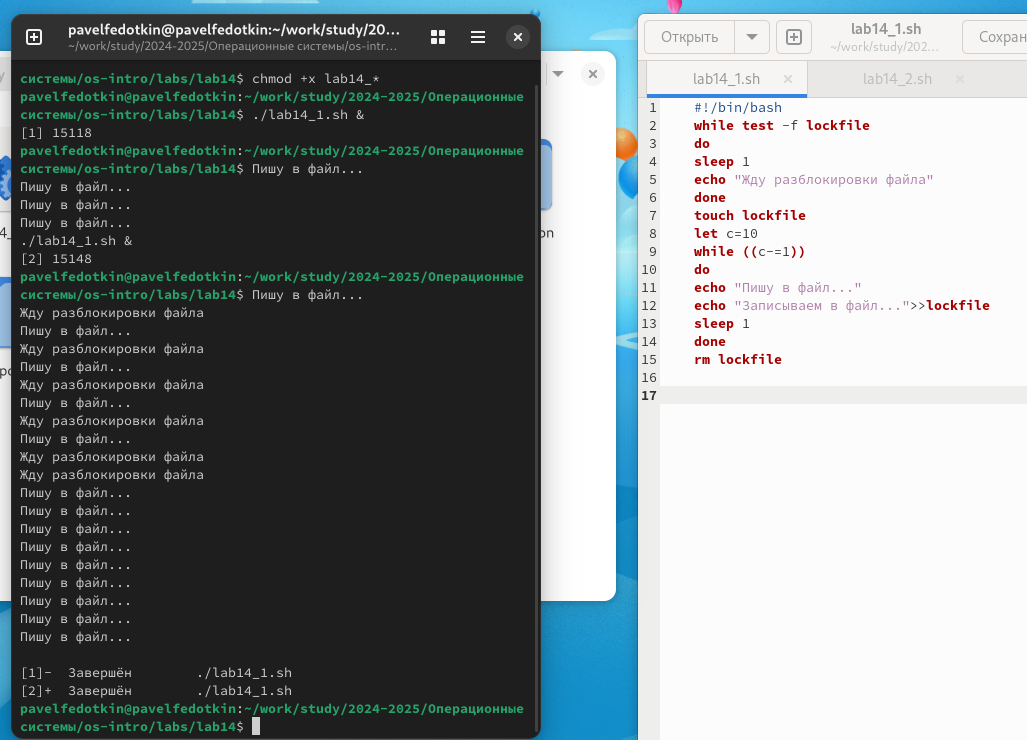 pavelfedotkin@pavelfedotkin:~/work/study/20...
~/work/study/2024-2025/Операционные системы/os-intr...
системы/os-intro/labs/lab14$ chmod +x lab14_*
pavelfedotkin@pavelfedotkin:~/work/study/2024-2025/Операционные
системы/os-intro/labs/lab14$ ./lab14_1.sh &
[1] 15118
pavelfedotkin@pavelfedotkin:~/work/study/2024-2025/Операционные
системы/os-intro/labs/lab14$ Пишу в файл...
Пишу в файл...
Пишу в файл...
Пишу в файл...
./lab14_1.sh &
[2] 15148
pavelfedotkin@pavelfedotkin:~/work/study/2024-2025/Операционные
системы/os-intro/labs/lab14$ Пишу в файл...
Жду разблокировки файла
Пишу в файл...
Жду разблокировки файла
Пишу в файл...
Жду разблокировки файла
Пишу в файл...
Жду разблокировки файла
Пишу в файл...
Жду разблокировки файла
Жду разблокировки файла
Пишу в файл...
Пишу в файл...
Пишу в файл...
Пишу в файл...
Пишу в файл...
Пишу в файл...
Пишу в файл...
Пишу в файл...
Пишу в файл...
[1]-  Завершён        ./lab14_1.sh
[2]+  Завершён        ./lab14_1.sh
pavelfedotkin@pavelfedotkin:~/work/study/2024-2025/Операционные
системы/os-intro/labs/lab14$
on
Открыть
lab14_1.sh
~/work/study/202...
Сохран
lab14_1.sh
lab14_2.sh
1 #!/bin/bash
2 while test -f lockfile
3 do
4 sleep 1
5 echo "Жду разблокировки файла"
6 done
7 touch lockfile
8 let c=10
9 while ((c-=1))
10 do
11 echo "Пишу в файл..."
12 echo "Записываем в файл...">>lockfile
13 sleep 1
14 done
15 rm lockfile
16
17